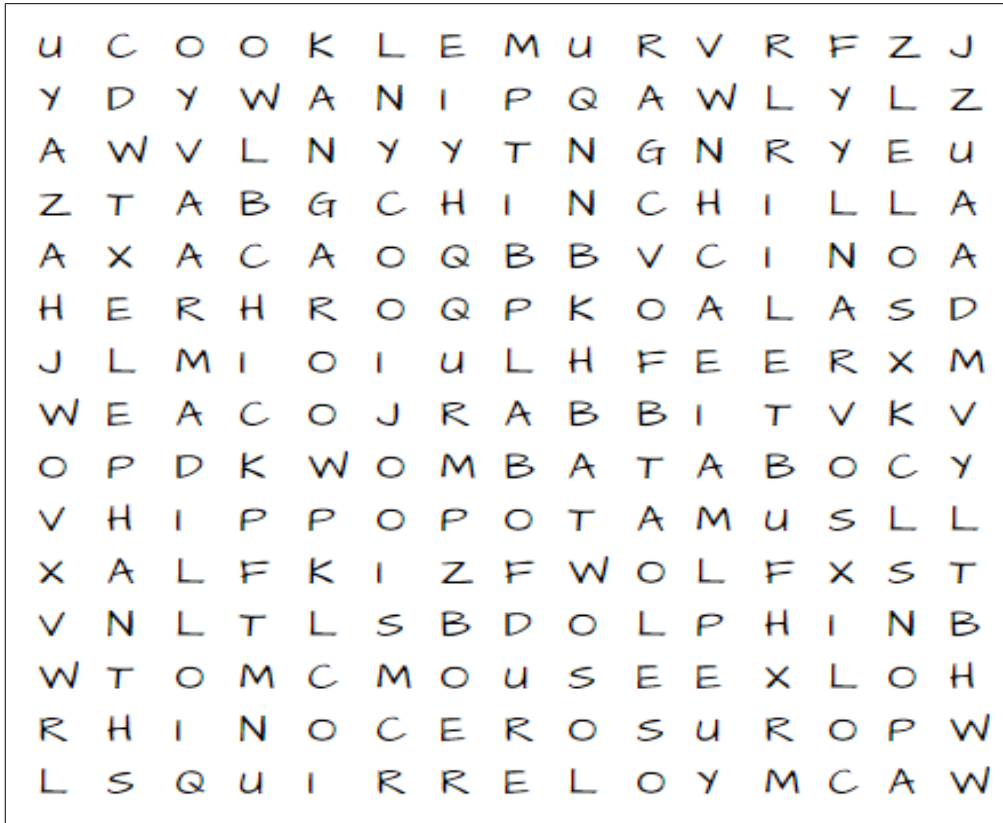 U C O O K L E M U R V R F Z J
Y D Y W A N I P Q A W L Y L Z
A W V L N Y Y T N G N R Y E U
Z T A B G C H I N C H I L L A
A X A C A O Q B B V C I N O A
H E R H R O Q P K O A L A S D
J L M I O I U L H F E E R X M
W E A C O J R A B B I T V K V
O P D K W O M B A T A B O C Y
V H I P P O P O T A M U S L L
X A L F K I Z F W O L F X S T
V N L T L S B D O L P H I N B
W T O M C M O U S E E X L O H
R H I N O C E R O S U R O P W
L S Q U I R R E L O Y M C A W